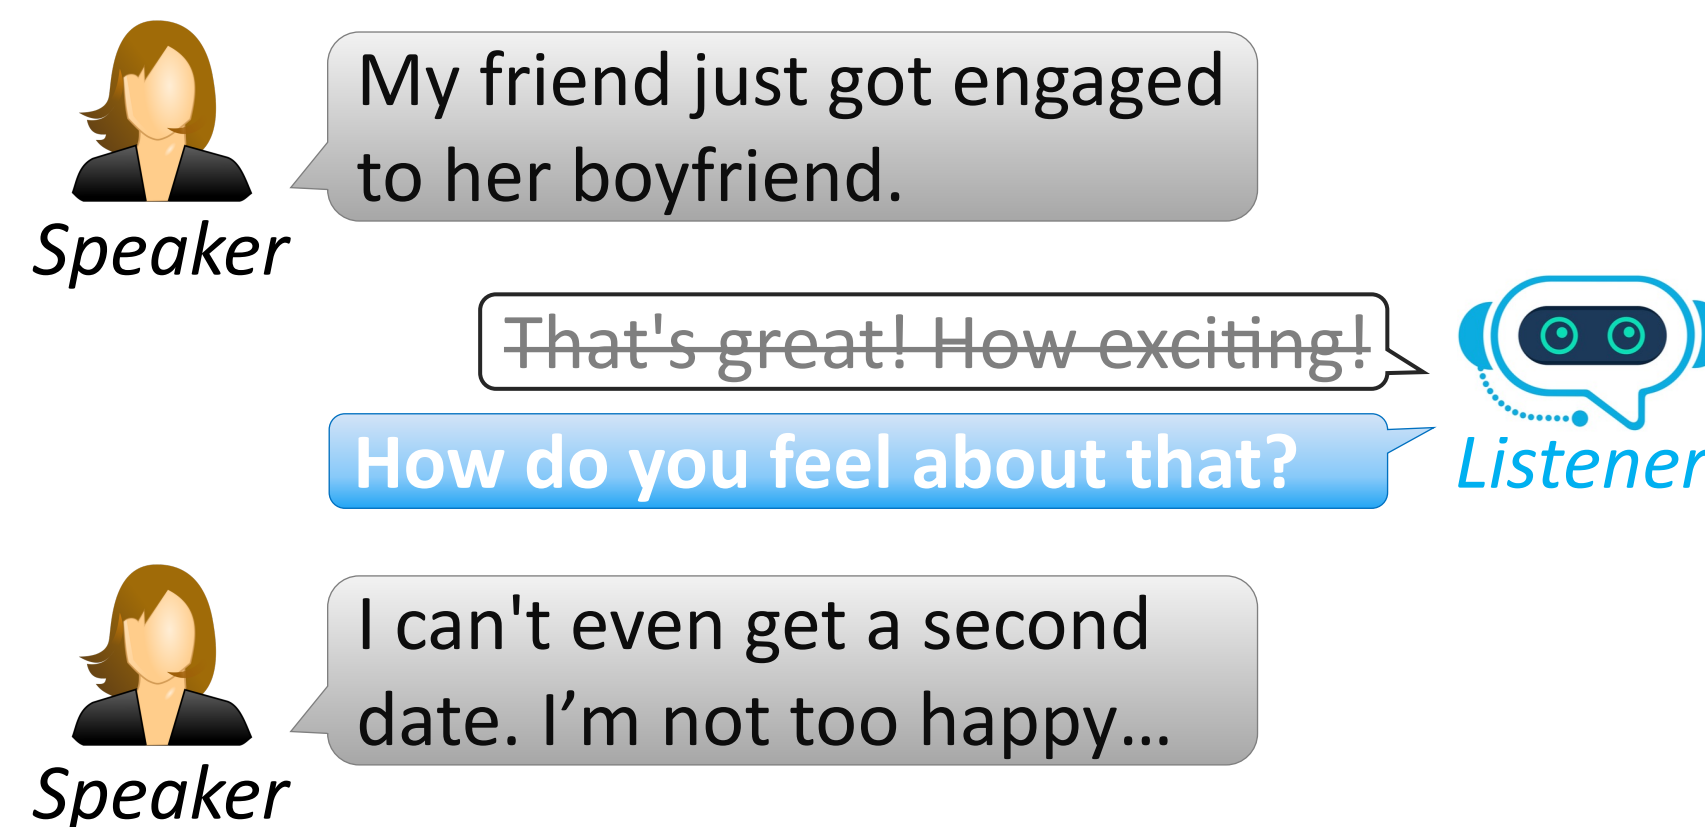 My friend just got engaged
to her boyfriend.
Speaker
That's great! How exciting!
How do you feel about that?
Listener
I can't even get a second
date. I’m not too happy...
Speaker